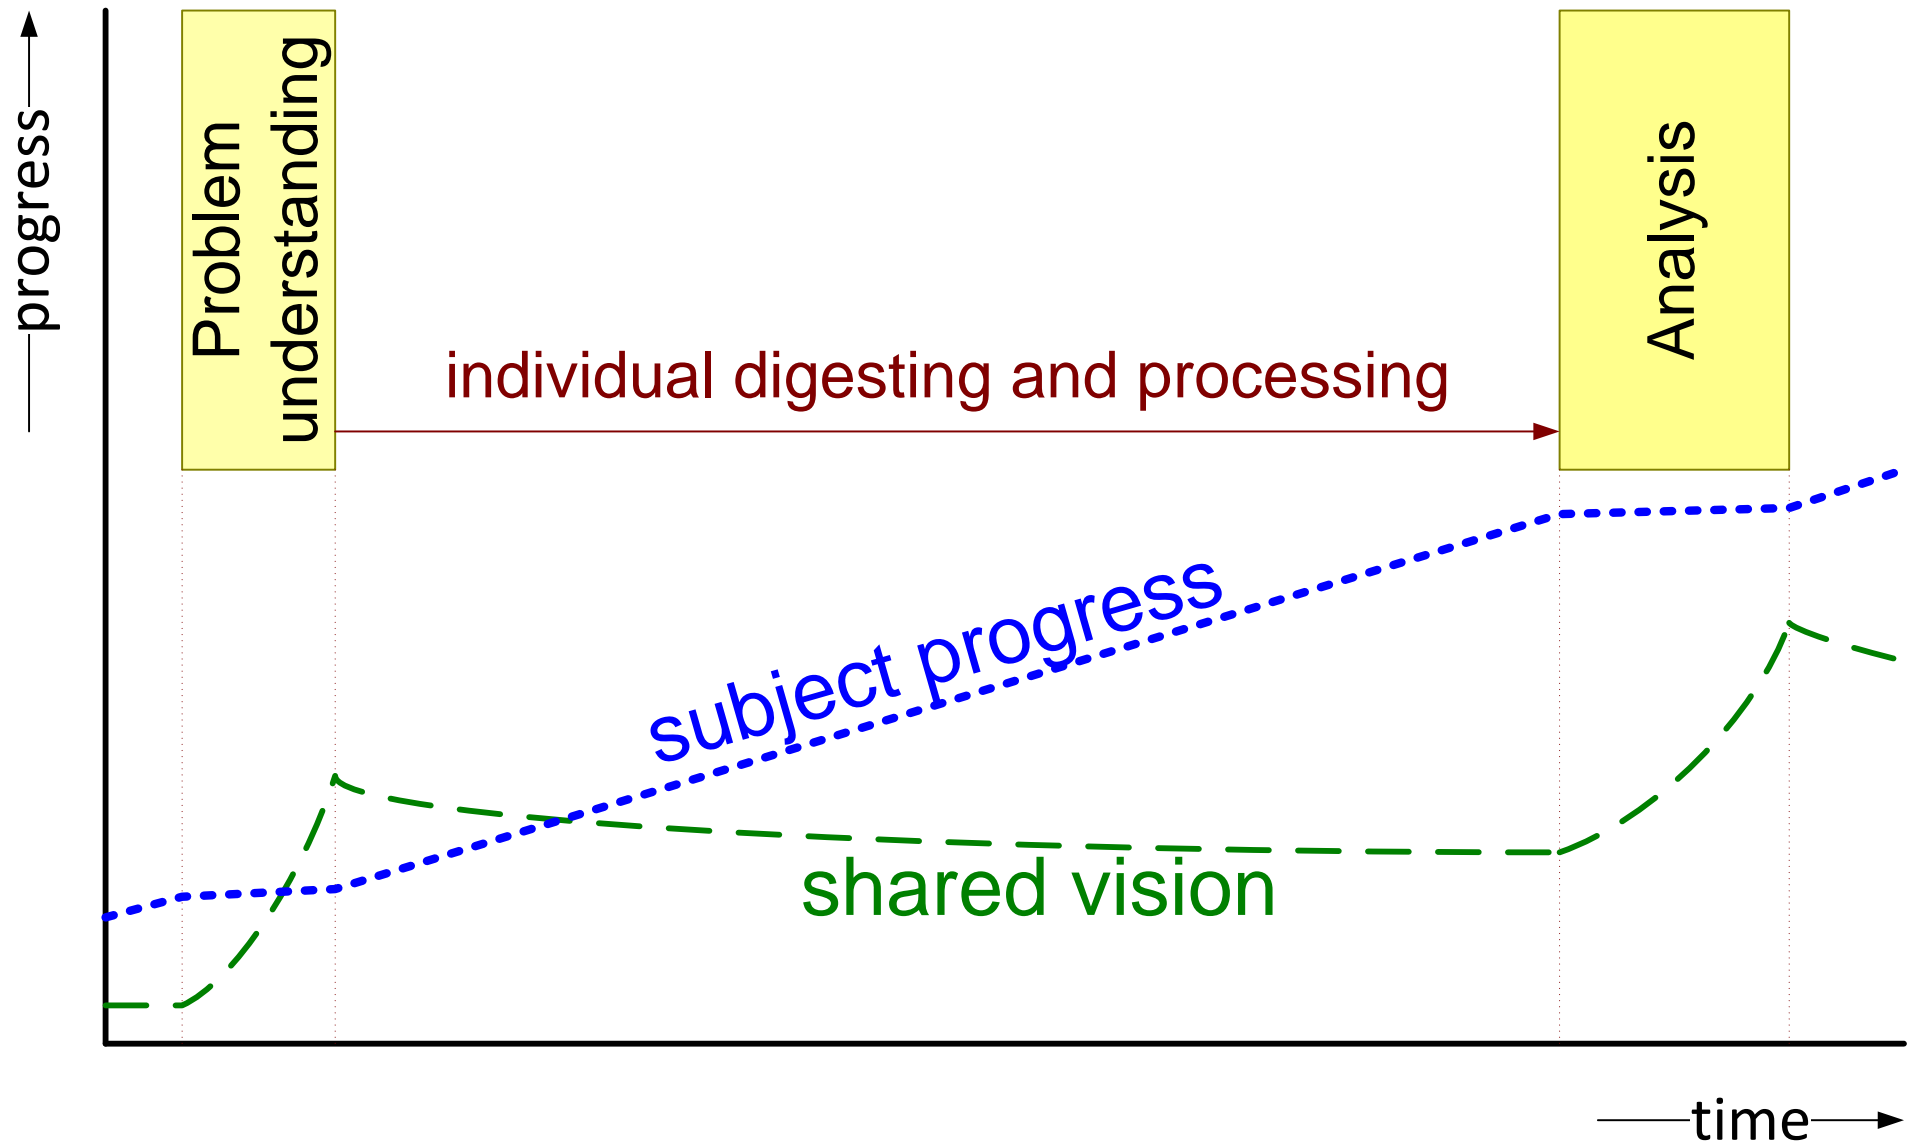 progress
Problem
understanding
Analysis
individual digesting and processing
subject progress
shared vision
time